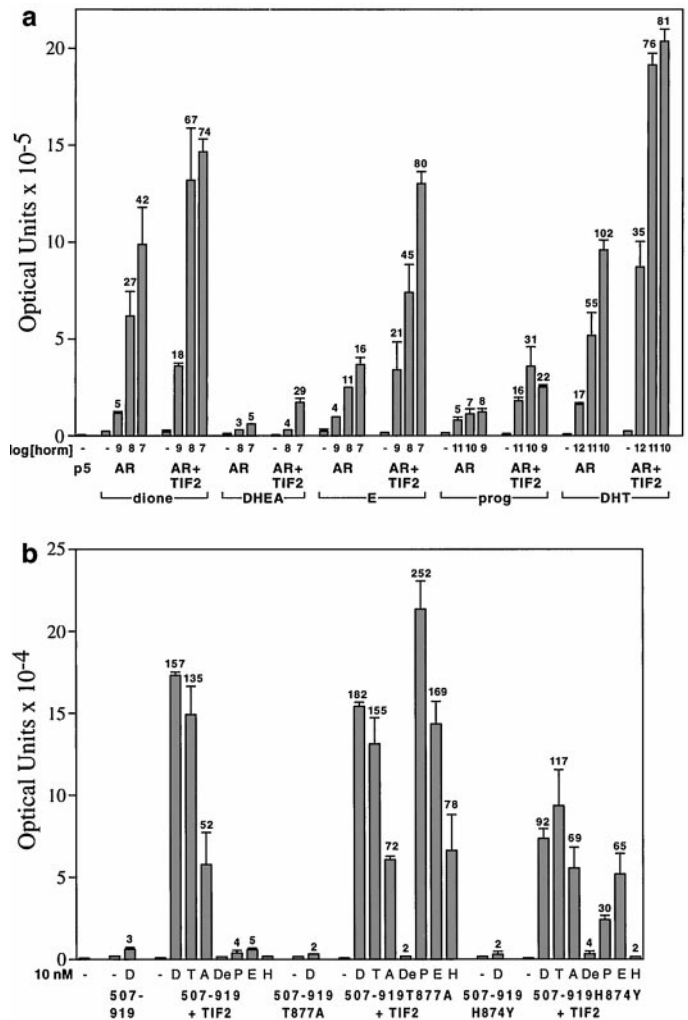 a
Optical Units x 10-5
20
15
10
5
0
5 27 42 18 67 74 3 5 4 29 4 11 16 21 45 80 5 7 8 16 31 22 17 55 102 35 76 81
log[horm] - - 9 8 7 - 9 8 7 - 8 7 - 8 7 - 9 8 7 - 9 8 7 - 11 10 9 - 11 10 9 - 12 11 10 - 12 11 10
p5 AR AR+ AR AR+ AR AR+ AR AR+ AR AR+
TIF2 TIF2 TIF2 TIF2 TIF2
dione DHEA E prog DHT
b
Optical Units x 10-4
25
20
15
10
5
0
3 157 135 52 4 5 2 182 155 72 2 252 169 78 2 92 117 69 4 30 65 2
10 nM - - D - D T A De P E H - D - D T A De P E H - D - D T A De P E H
507- 507-919 507-919 507-919T877A 507-919 507-919H874Y
919 + TIF2 T877A + TIF2 H874Y + TIF2